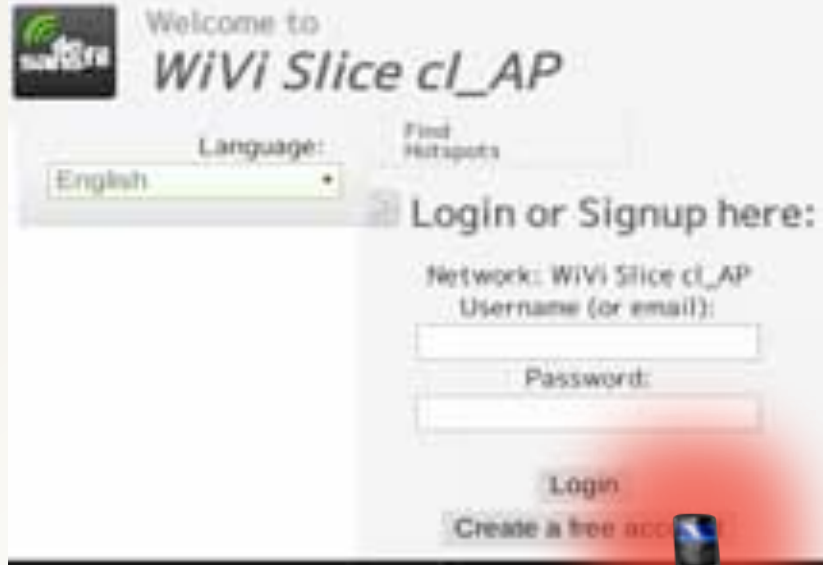 Welcome to
WiVi Slice cl_AP
Language:
English
Find
Hotspots
Login or Signup here:
Network: WiVi Slice cl_AP
Username (or email):
Password:
Login
Create a free